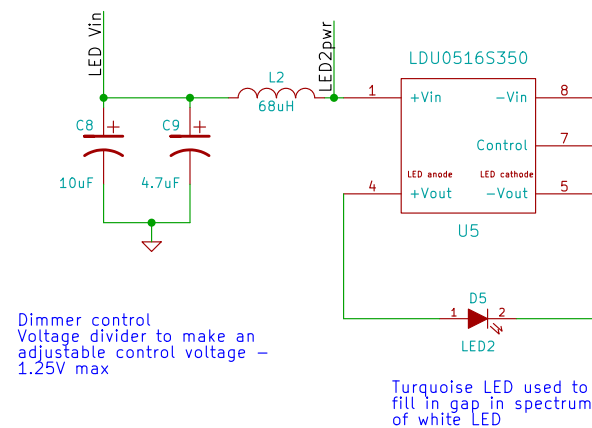 LED Vin
LED2pwr
LDU0516S350
L2
68uH
C8
+
C9
+
10uF
4.7uF
1
+Vin
−Vin
8
Control
7
LED anode
LED cathode
4
+Vout
−Vout
5
U5
D5
1
2
LED2
Dimmer control
Voltage divider to make an
adjustable control voltage −
1.25V max
Turquoise LED used to
fill in gap in spectrum
of white LED